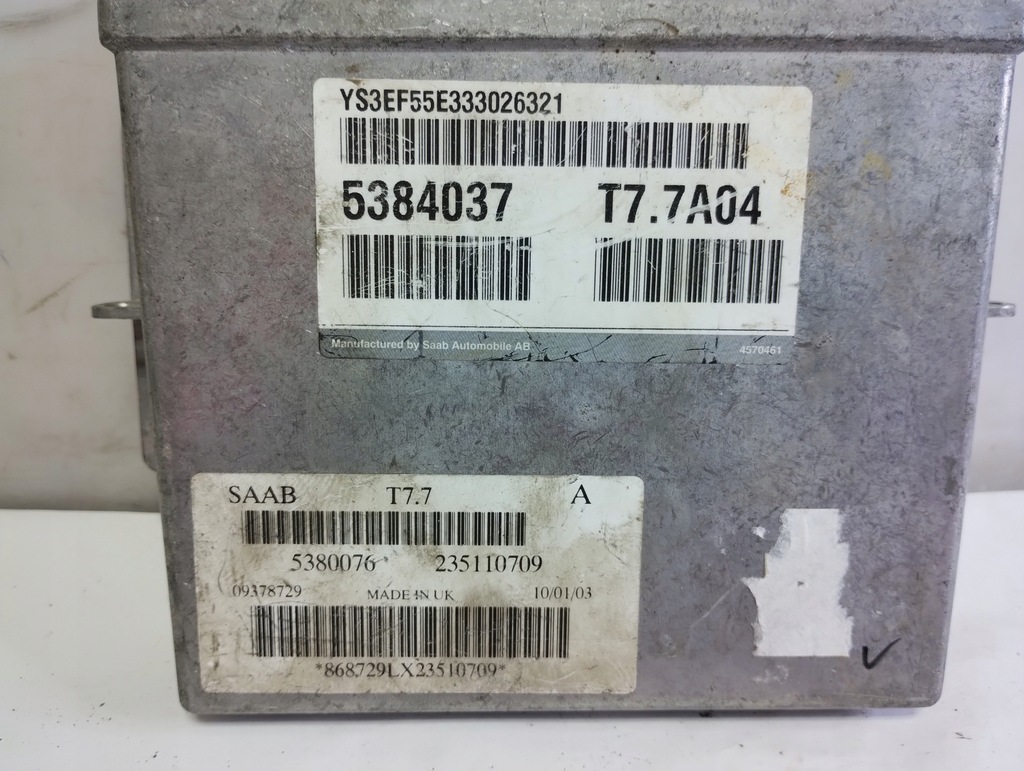 YS3EF55E333026321
5384037 T7.7A04
Manufactured by Saab Automobile AB 4570461
SAAB T7.7 A
5380076 235110709
09378729 MADE IN UK 10/01/03
*868729LX23510709*